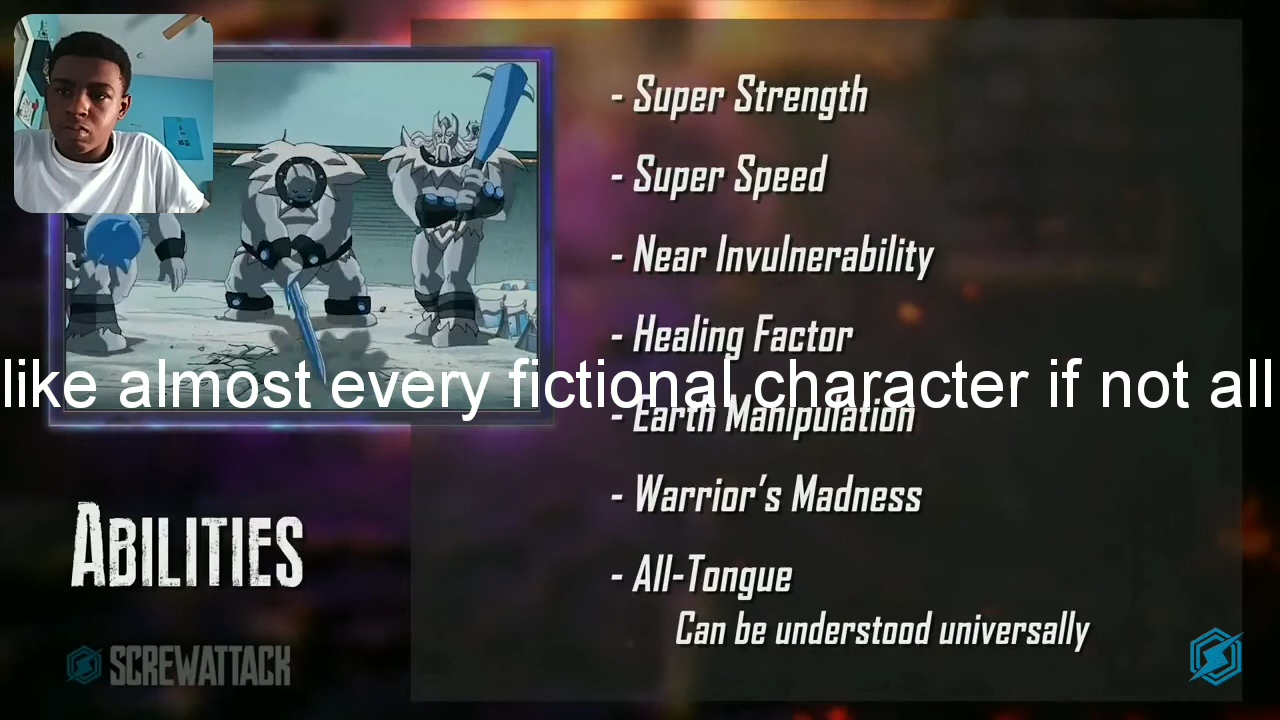 - Super Strength
- Super Speed
- Near Invulnerability
- Healing Factor
like almost every fictional character if not all
- Earth Manipulation
- Warrior's Madness
- All-Tongue
Can be understood universally
ABILITIES
SCREWATTACK